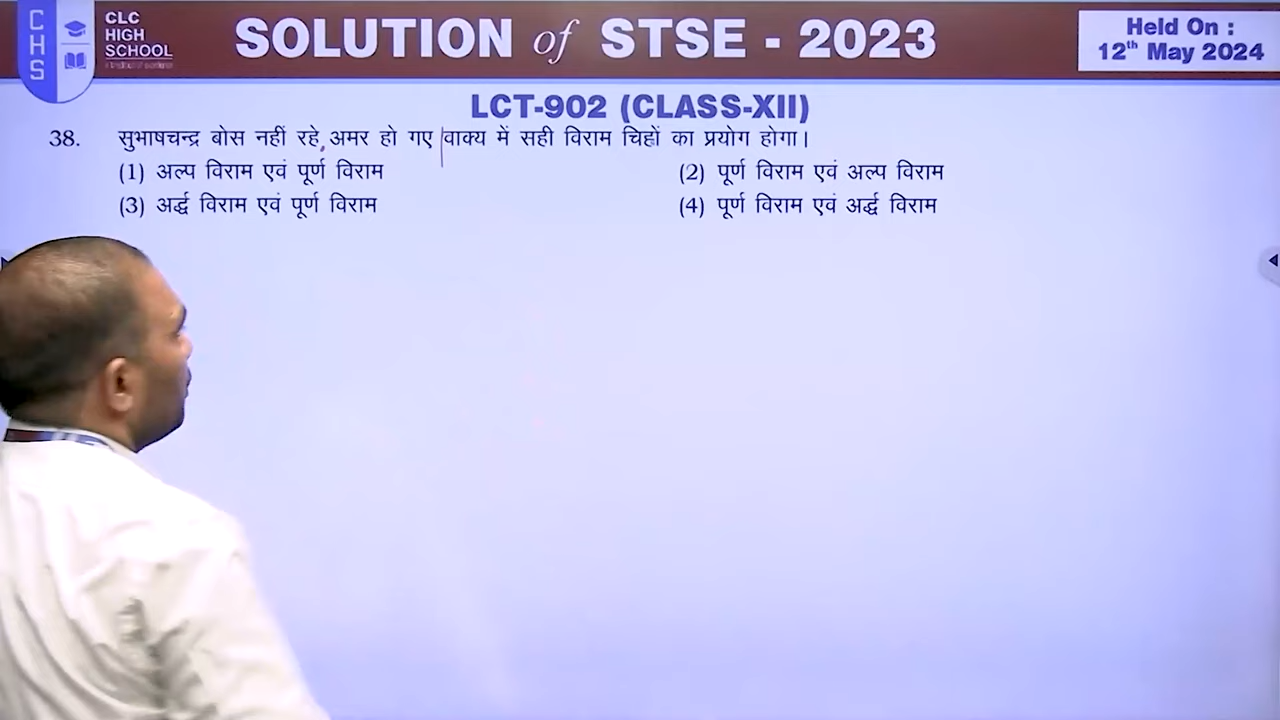 CHS
CLC
HIGH
SCHOOL
SOLUTION of STSE - 2023
Held On :
12th May 2024
LCT-902 (CLASS-XII)
38. सुभाषचन्द्र बोस नहीं रहे, अमर हो गए |वाक्य में सही विराम चिह्नों का प्रयोग होगा।
(1) अल्प विराम एवं पूर्ण विराम (2) पूर्ण विराम एवं अल्प विराम
(3) अर्द्ध विराम एवं पूर्ण विराम (4) पूर्ण विराम एवं अर्द्ध विराम